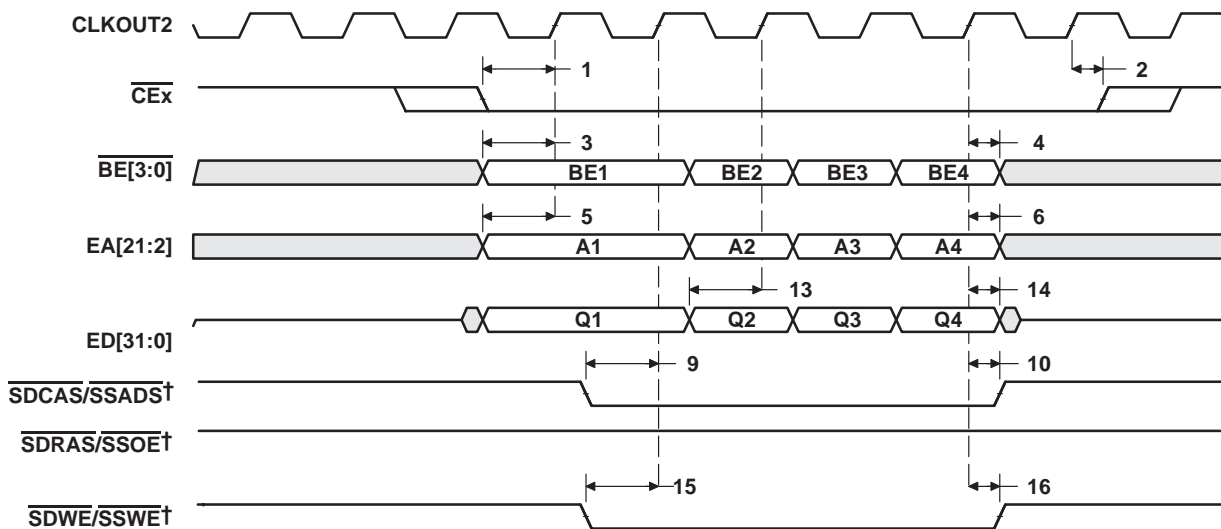 CLKOUT2
1 2
CEx
3 4
BE[3:0] BE1 BE2 BE3 BE4
5 6
EA[21:2] A1 A2 A3 A4
13 14
ED[31:0] Q1 Q2 Q3 Q4
9 10
SDCAS/SSADS†
SDRAS/SSOE†
15 16
SDWE/SSWE†